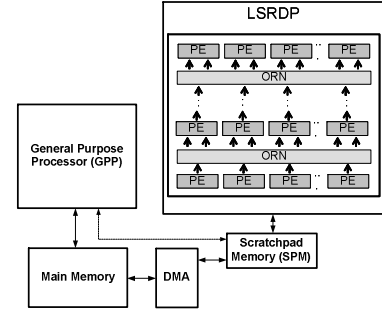 LSRDP
PE PE PE PE
ORN
PE PE PE PE
ORN
PE PE PE PE
General Purpose
Processor (GPP)
Scratchpad
Memory (SPM)
Main Memory
DMA